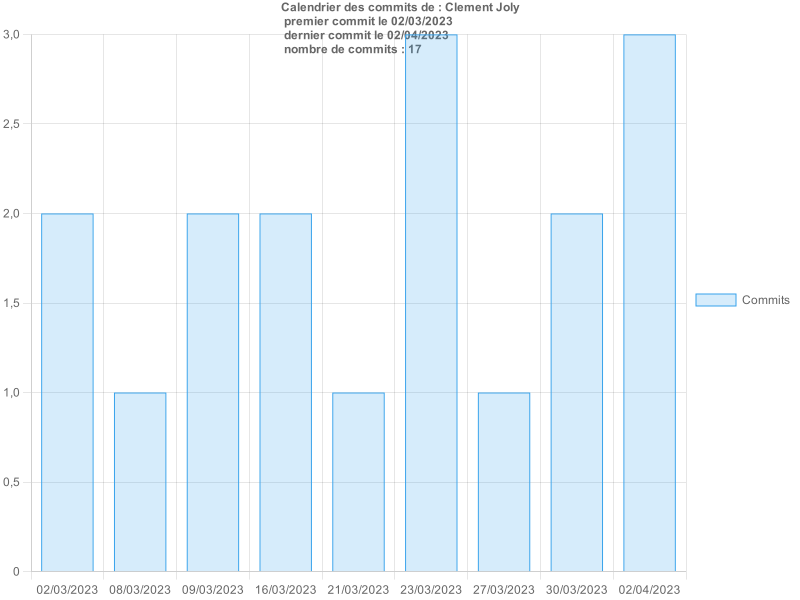 Calendrier des commits de : Clement Joly
premier commit le 02/03/2023
dernier commit le 02/04/2023
nombre de commits : 17
3,0
2,5
2,0
1,5
1,0
0,5
0
Commits
02/03/2023 08/03/2023 09/03/2023 16/03/2023 21/03/2023 23/03/2023 27/03/2023 30/03/2023 02/04/2023